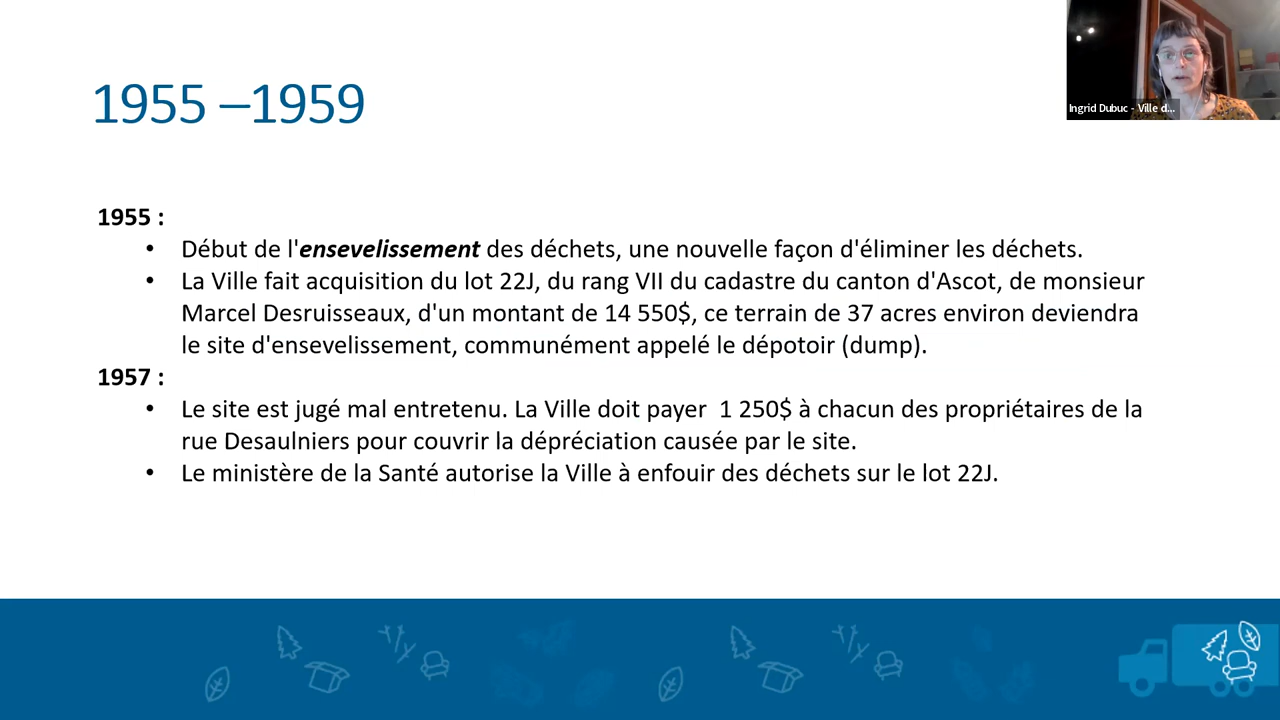 1955 –1959
Ingrid Dubuc - Ville d...
1955 :
• Début de l'ensevelissement des déchets, une nouvelle façon d'éliminer les déchets.
• La Ville fait acquisition du lot 22J, du rang VII du cadastre du canton d'Ascot, de monsieur
Marcel Desruisseaux, d'un montant de 14 550$, ce terrain de 37 acres environ deviendra
le site d'ensevelissement, communément appelé le dépotoir (dump).
1957 :
• Le site est jugé mal entretenu. La Ville doit payer  1 250$ à chacun des propriétaires de la
rue Desaulniers pour couvrir la dépréciation causée par le site.
• Le ministère de la Santé autorise la Ville à enfouir des déchets sur le lot 22J.